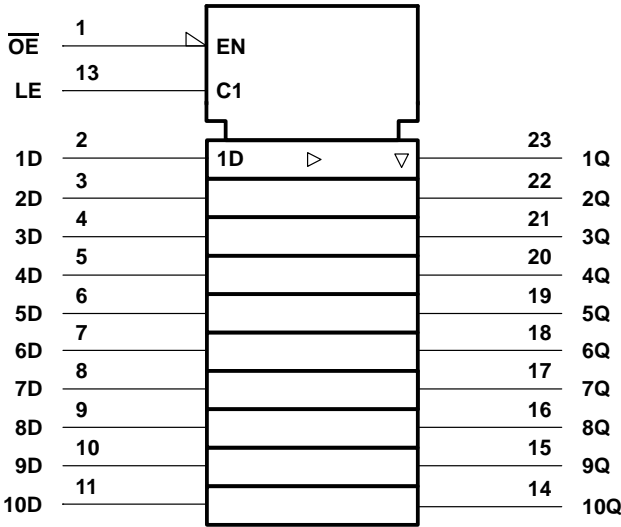 OE 1 EN
LE 13 C1
1D 2 1D 23 1Q
2D 3 22 2Q
3D 4 21 3Q
4D 5 20 4Q
5D 6 19 5Q
6D 7 18 6Q
7D 8 17 7Q
8D 9 16 8Q
9D 10 15 9Q
10D 11 14 10Q